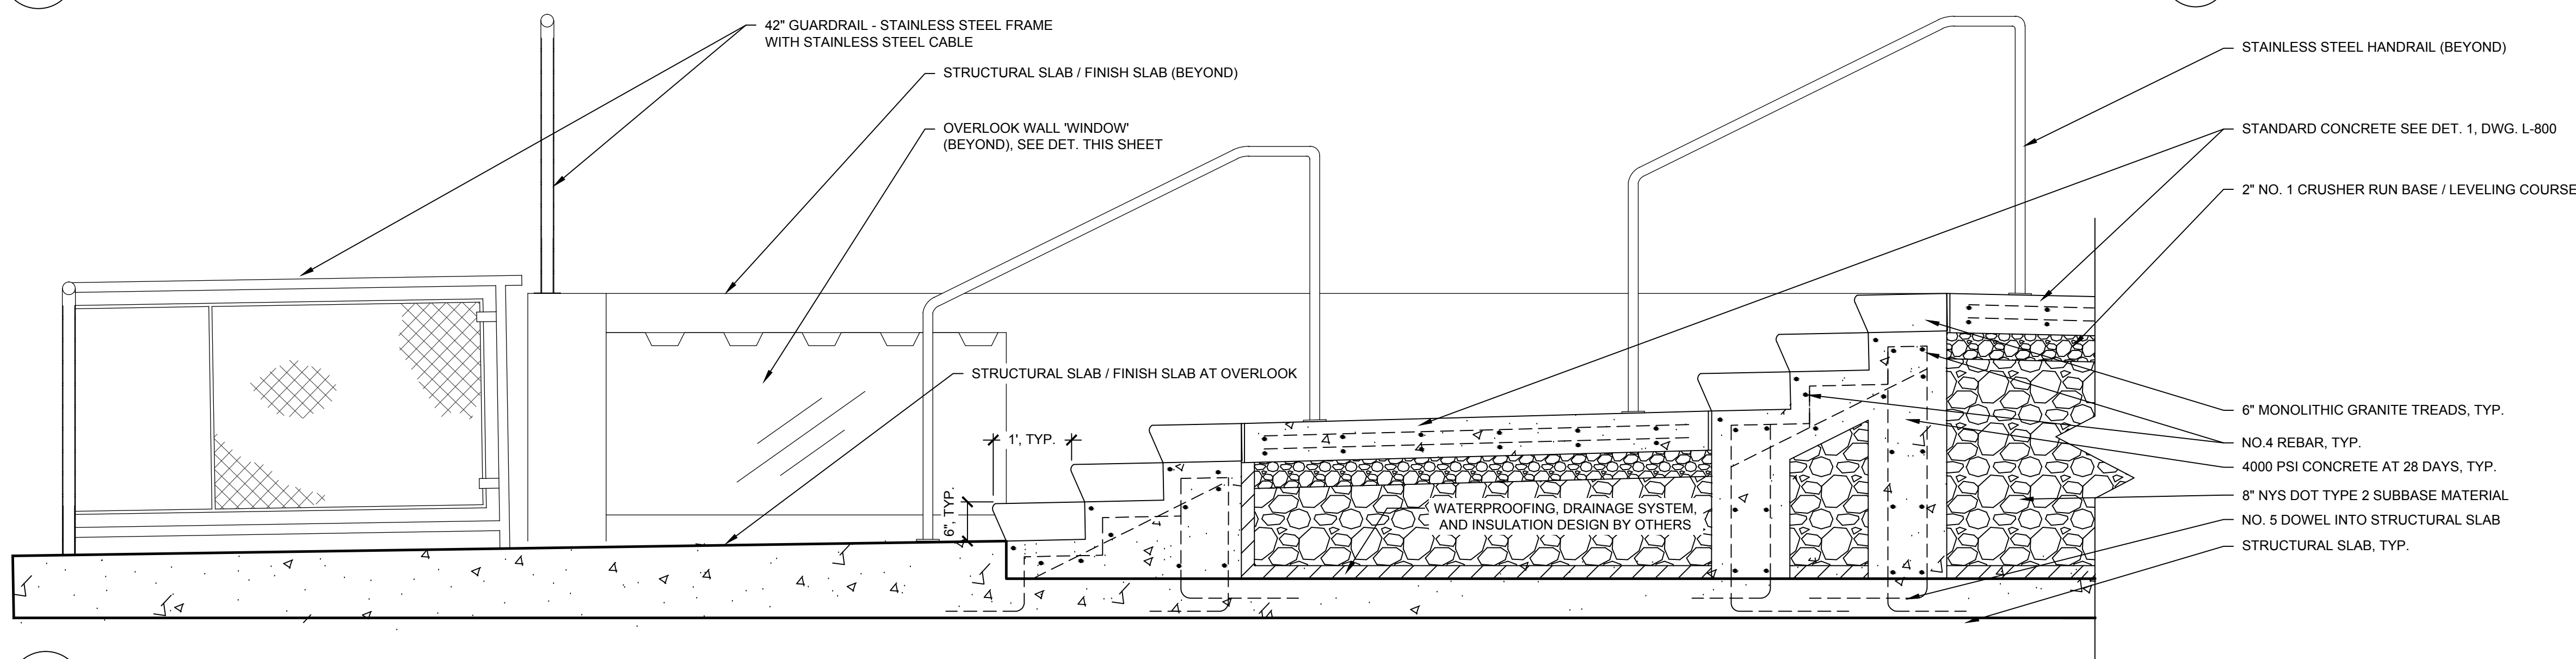 42" GUARDRAIL - STAINLESS STEEL FRAME
WITH STAINLESS STEEL CABLE
STRUCTURAL SLAB / FINISH SLAB (BEYOND)
OVERLOOK WALL 'WINDOW'
(BEYOND), SEE DET. THIS SHEET
STRUCTURAL SLAB / FINISH SLAB AT OVERLOOK
1', TYP.
6", TYP.
WATERPROOFING, DRAINAGE SYSTEM,
AND INSULATION DESIGN BY OTHERS
STAINLESS STEEL HANDRAIL (BEYOND)
STANDARD CONCRETE SEE DET. 1, DWG. L-800
2" NO. 1 CRUSHER RUN BASE / LEVELING COURSE
6" MONOLITHIC GRANITE TREADS, TYP.
NO.4 REBAR, TYP.
4000 PSI CONCRETE AT 28 DAYS, TYP.
8" NYS DOT TYPE 2 SUBBASE MATERIAL
NO. 5 DOWEL INTO STRUCTURAL SLAB
STRUCTURAL SLAB, TYP.